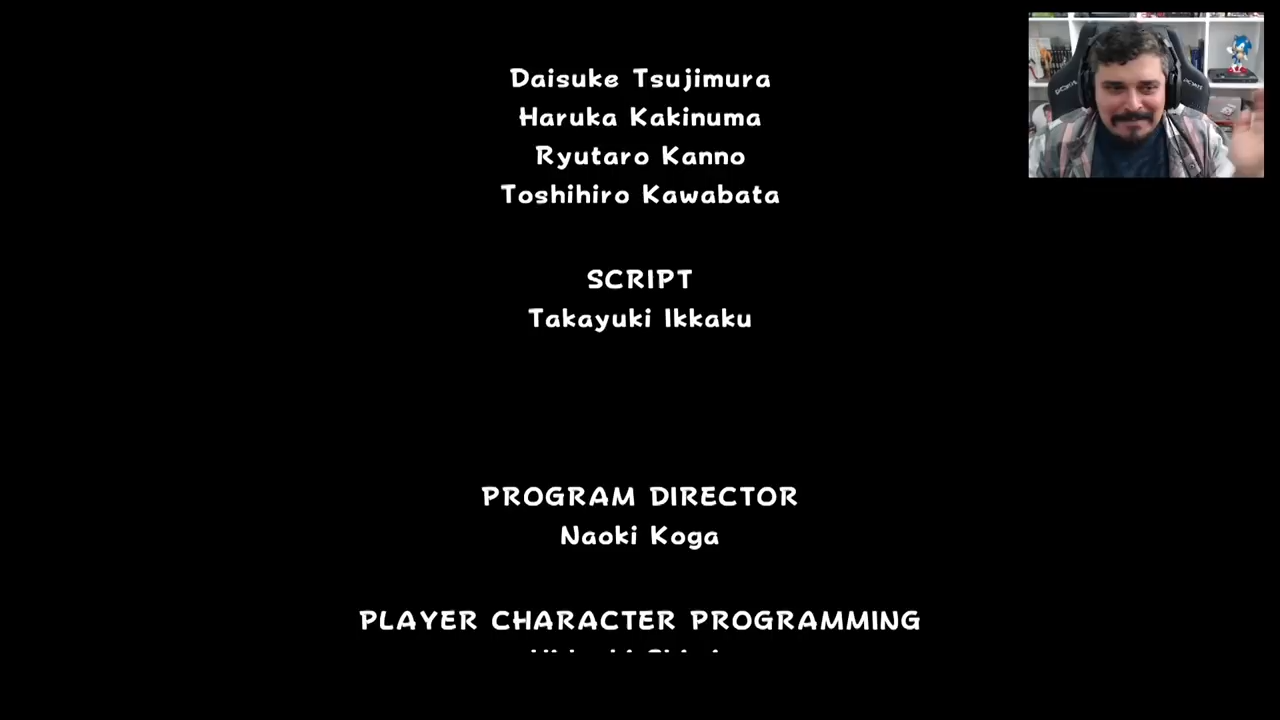 Daisuke Tsujimura
Haruka Kakinuma
Ryutaro Kanno
Toshihiro Kawabata
SCRIPT
Takayuki Ikkaku
PROGRAM DIRECTOR
Naoki Koga
PLAYER CHARACTER PROGRAMMING